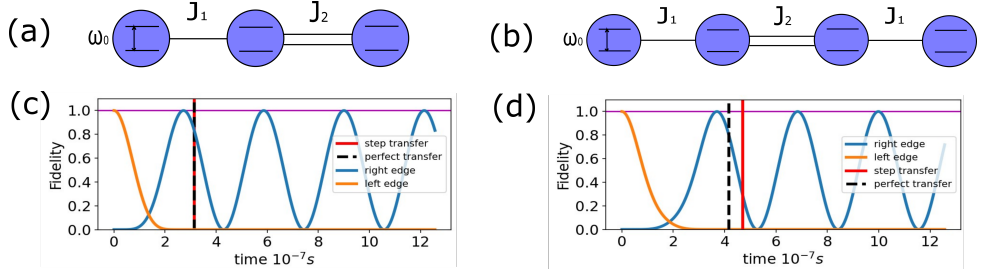 (a)
ω₀
J₁
J₂
(b)
ω₀
J₁
J₂
J₁
(c)
Fidelity
1.0
0.8
0.6
0.4
0.2
0.0
step transfer
perfect transfer
right edge
left edge
0 2 4 6 8 10 12
time 10⁻⁷s
(d)
Fidelity
1.0
0.8
0.6
0.4
0.2
0.0
right edge
left edge
step transfer
perfect transfer
0 2 4 6 8 10 12
time 10⁻⁷s